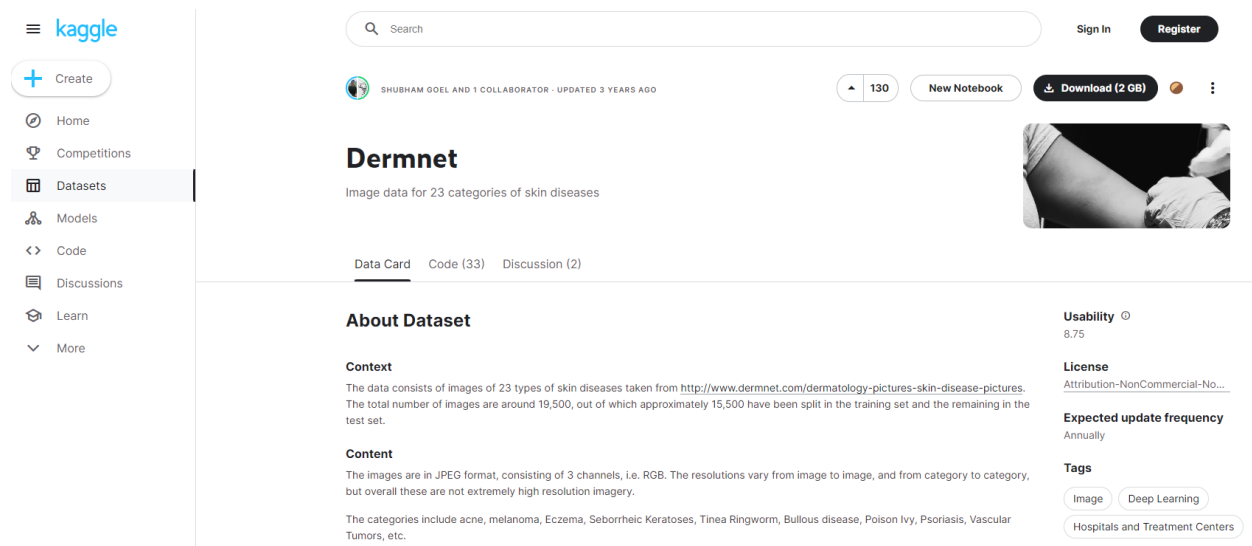 kaggle
Search
Sign In
Register
Create
SHUBHAM GOEL AND 1 COLLABORATOR · UPDATED 3 YEARS AGO
130
New Notebook
Download (2 GB)
Home
Competitions
Datasets
Models
Code
Discussions
Learn
More
Dermnet
Image data for 23 categories of skin diseases
Data Card
Code (33)
Discussion (2)
About Dataset
Context
The data consists of images of 23 types of skin diseases taken from http://www.dermnet.com/dermatology-pictures-skin-disease-pictures.
The total number of images are around 19,500, out of which approximately 15,500 have been split in the training set and the remaining in the
test set.
Content
The images are in JPEG format, consisting of 3 channels, i.e. RGB. The resolutions vary from image to image, and from category to category,
but overall these are not extremely high resolution imagery.
The categories include acne, melanoma, Eczema, Seborrheic Keratoses, Tinea Ringworm, Bullous disease, Poison Ivy, Psoriasis, Vascular
Tumors, etc.
Usability
8.75
License
Attribution-NonCommercial-No...
Expected update frequency
Annually
Tags
Image
Deep Learning
Hospitals and Treatment Centers